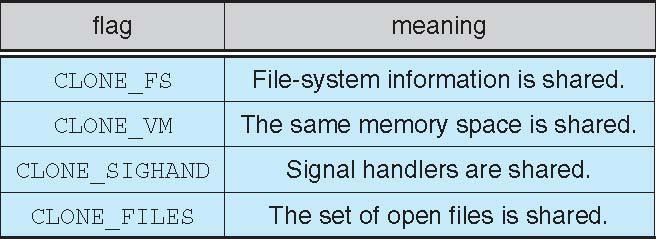 flag meaning
CLONE_FS File-system information is shared.
CLONE_VM The same memory space is shared.
CLONE_SIGHAND Signal handlers are shared.
CLONE_FILES The set of open files is shared.